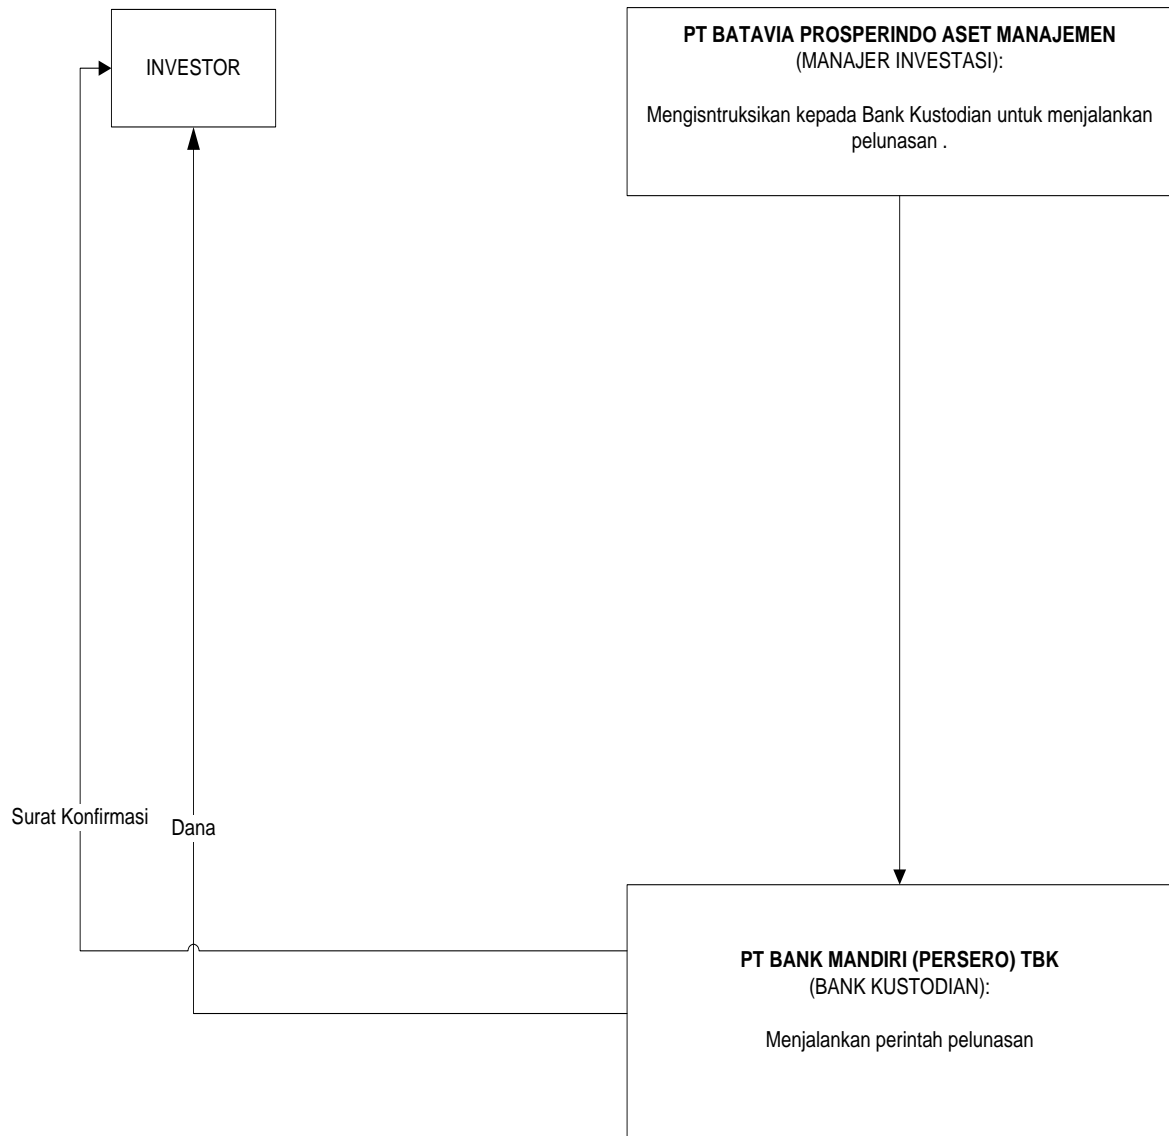 INVESTOR
PT BATAVIA PROSPERINDO ASET MANAJEMEN
(MANAJER INVESTASI):
Mengisntruksikan kepada Bank Kustodian untuk menjalankan
pelunasan .
Surat Konfirmasi
Dana
PT BANK MANDIRI (PERSERO) TBK
(BANK KUSTODIAN):
Menjalankan perintah pelunasan